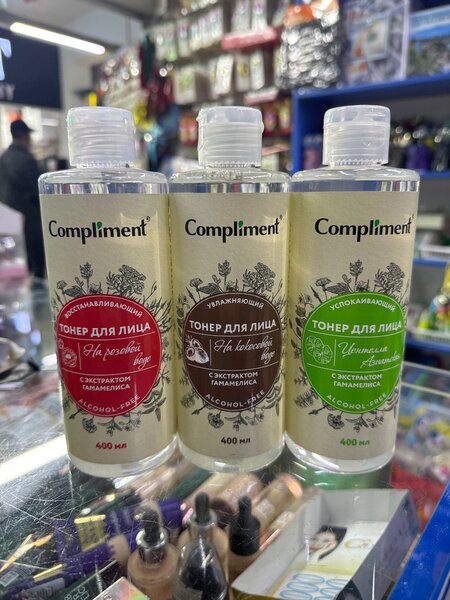 Compliment
ВОССТАНАВЛИВАЮЩИЙ
ТОНЕР ДЛЯ ЛИЦА
На розовой
воде
С ЭКСТРАКТОМ
ГАМАМЕЛИСА
ALCOHOL-FREE
400 мл
Compliment
УВЛАЖНЯЮЩИЙ
ТОНЕР ДЛЯ ЛИЦА
На кокосовой
воде
С ЭКСТРАКТОМ
ГАМАМЕЛИСА
ALCOHOL-FREE
400 мл
Compliment
УСПОКАИВАЮЩИЙ
ТОНЕР ДЛЯ ЛИЦА
Центелла
Азиатская
С ЭКСТРАКТОМ
ГАМАМЕЛИСА
ALCOHOL-FREE
400 мл